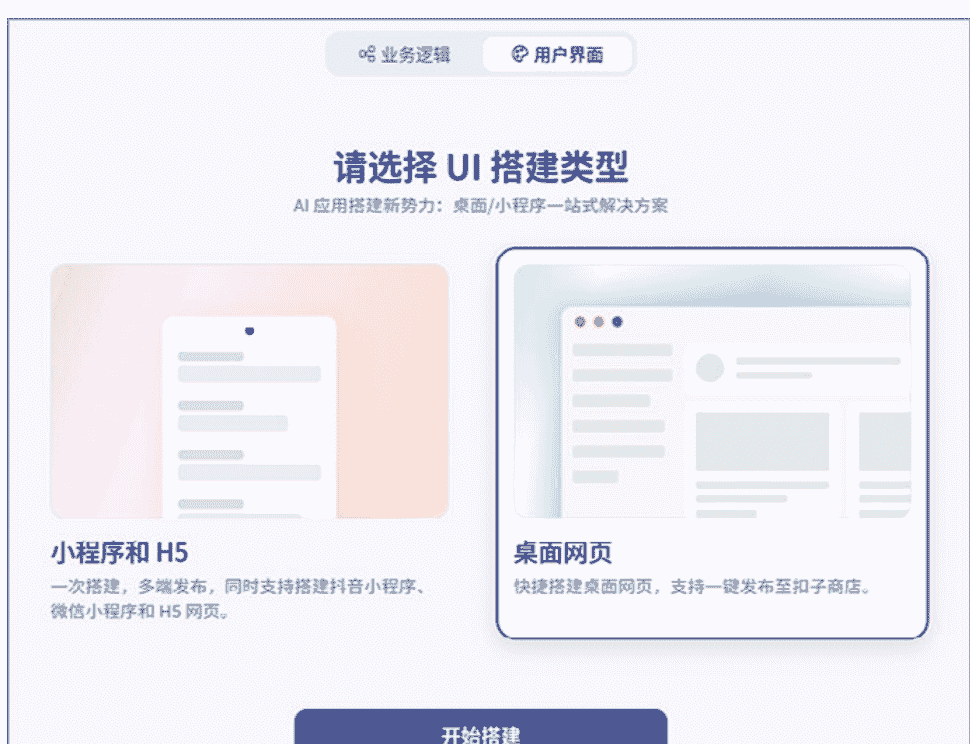 业务逻辑
用户界面
请选择 UI 搭建类型
AI 应用搭建新势力：桌面/小程序一站式解决方案
小程序和 H5
一次搭建，多端发布，同时支持搭建抖音小程序、
微信小程序和 H5 网页。
桌面网页
快捷搭建桌面网页，支持一键发布至扣子商店。
开始搭建